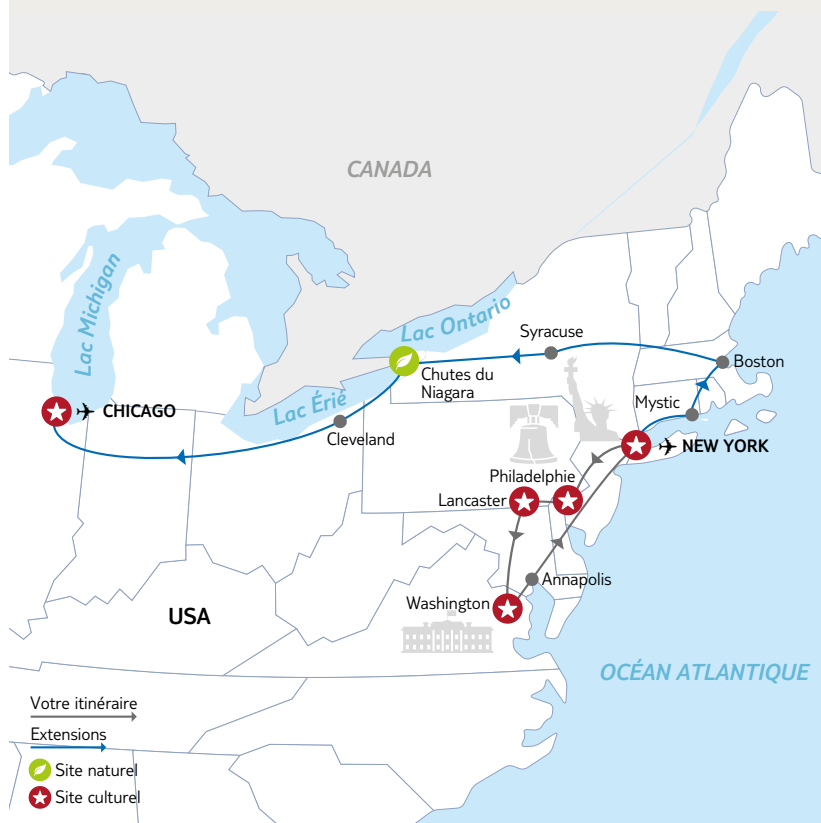 CANADA
Lac Michigan
Lac Ontario
Syracuse
Boston
Chutes du
Niagara
Mystic
Lac Érié
CHICAGO
Cleveland
NEW YORK
Philadelphie
Lancaster
Annapolis
Washington
USA
OCÉAN ATLANTIQUE
Votre itinéraire
Extensions
Site naturel
Site culturel